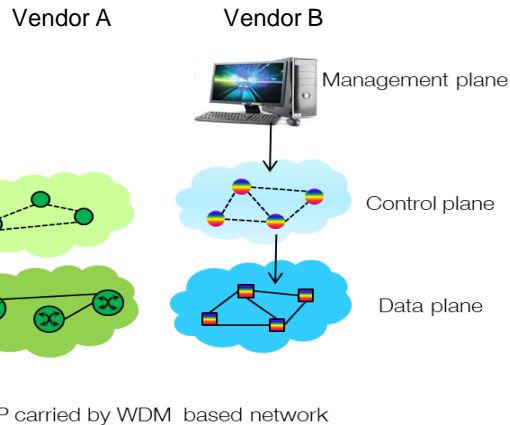 Vendor A
Vendor B
Management plane
Control plane
Data plane
P carried by WDM based network